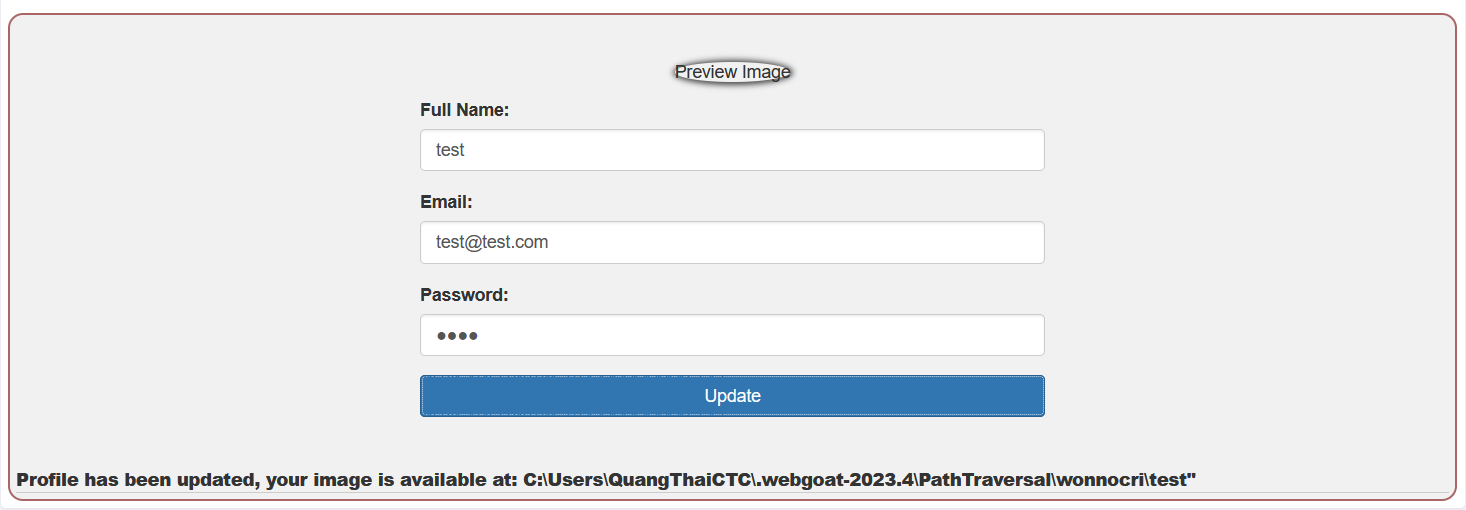 Preview Image
Full Name:
test
Email:
test@test.com
Password:
●●●●
Update
Profile has been updated, your image is available at: C:\Users\QuangThaiCTC\.webgoat-2023.4\PathTraversal\wonnocri\test"